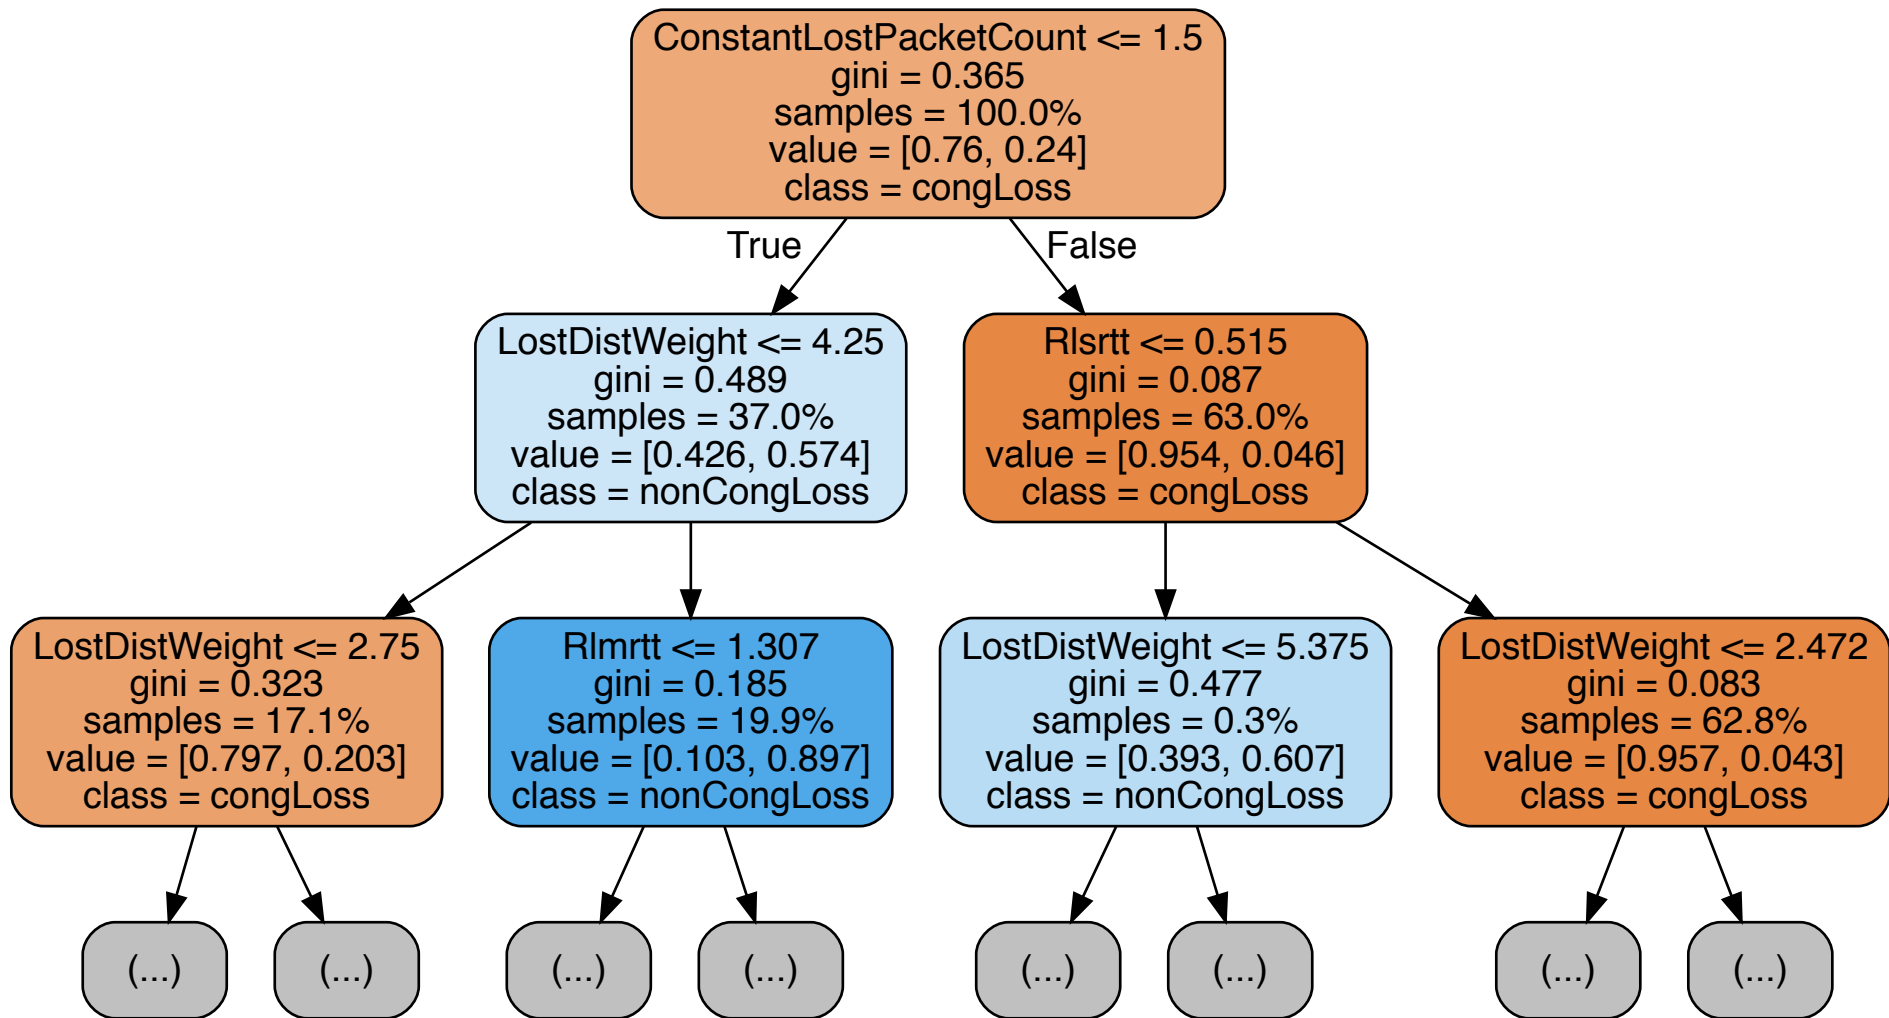 ConstantLostPacketCount <= 1.5
gini = 0.365
samples = 100.0%
value = [0.76, 0.24]
class = congLoss
True
False
LostDistWeight <= 4.25
gini = 0.489
samples = 37.0%
value = [0.426, 0.574]
class = nonCongLoss
Rlsrtt <= 0.515
gini = 0.087
samples = 63.0%
value = [0.954, 0.046]
class = congLoss
LostDistWeight <= 2.75
gini = 0.323
samples = 17.1%
value = [0.797, 0.203]
class = congLoss
Rlmrtt <= 1.307
gini = 0.185
samples = 19.9%
value = [0.103, 0.897]
class = nonCongLoss
LostDistWeight <= 5.375
gini = 0.477
samples = 0.3%
value = [0.393, 0.607]
class = nonCongLoss
LostDistWeight <= 2.472
gini = 0.083
samples = 62.8%
value = [0.957, 0.043]
class = congLoss
(...)
(...)
(...)
(...)
(...)
(...)
(...)
(...)